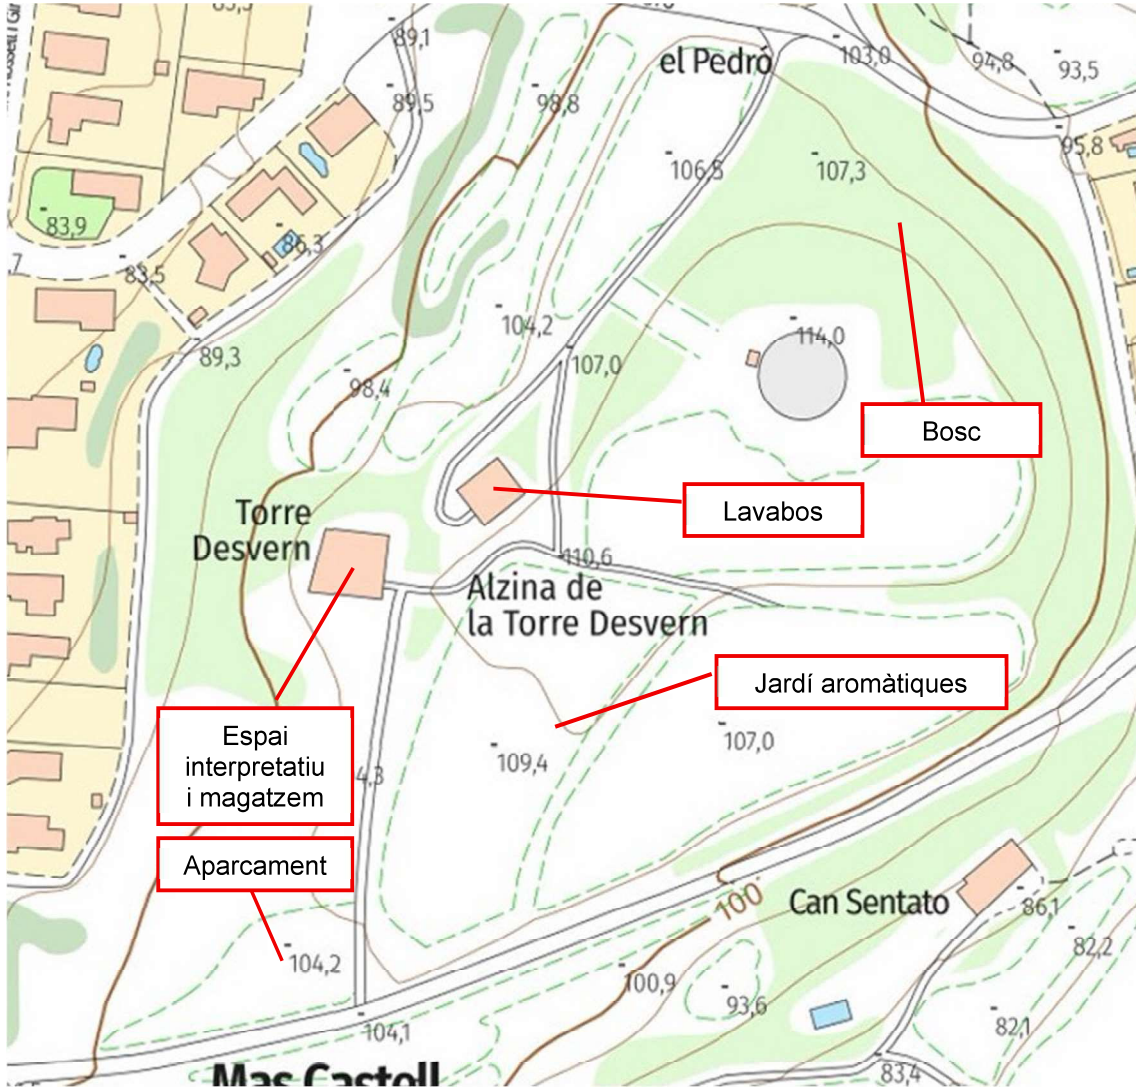 89,1
89,5
98,8
el Pedró
103,0
94,8
93,5
106,5
107,3
95,8
83,9
86,3
83,5
89,3
104,2
107,0
114,0
98,4
Bosc
Torre
Desvern
Lavabos
110,6
Alzina de
la Torre Desvern
Jardí aromàtiques
Espai
interpretatiu
i magatzem
109,4
107,0
4,3
Aparcament
100
Can Sentato
86,1
104,2
100,9
93,6
82,2
82,1
104,1
83,4
Mas Castell